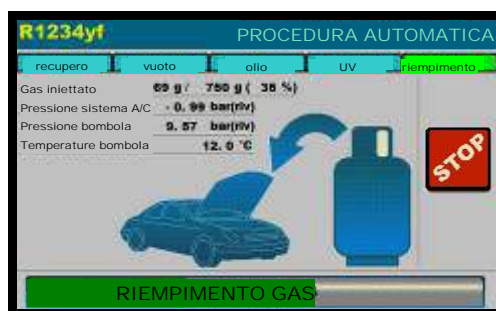 R1234yf PROCEDURA AUTOMATICA
recupero vuoto olio UV riempimento
Gas iniettato 69 g / 750 g ( 36 %)
Pressione sistema A/C - 0. 99 bar(rlv)
Pressione bombola 9. 57 bar(rlv)
Temperature bombola 12. 0 °C
STOP
RIEMPIMENTO GAS